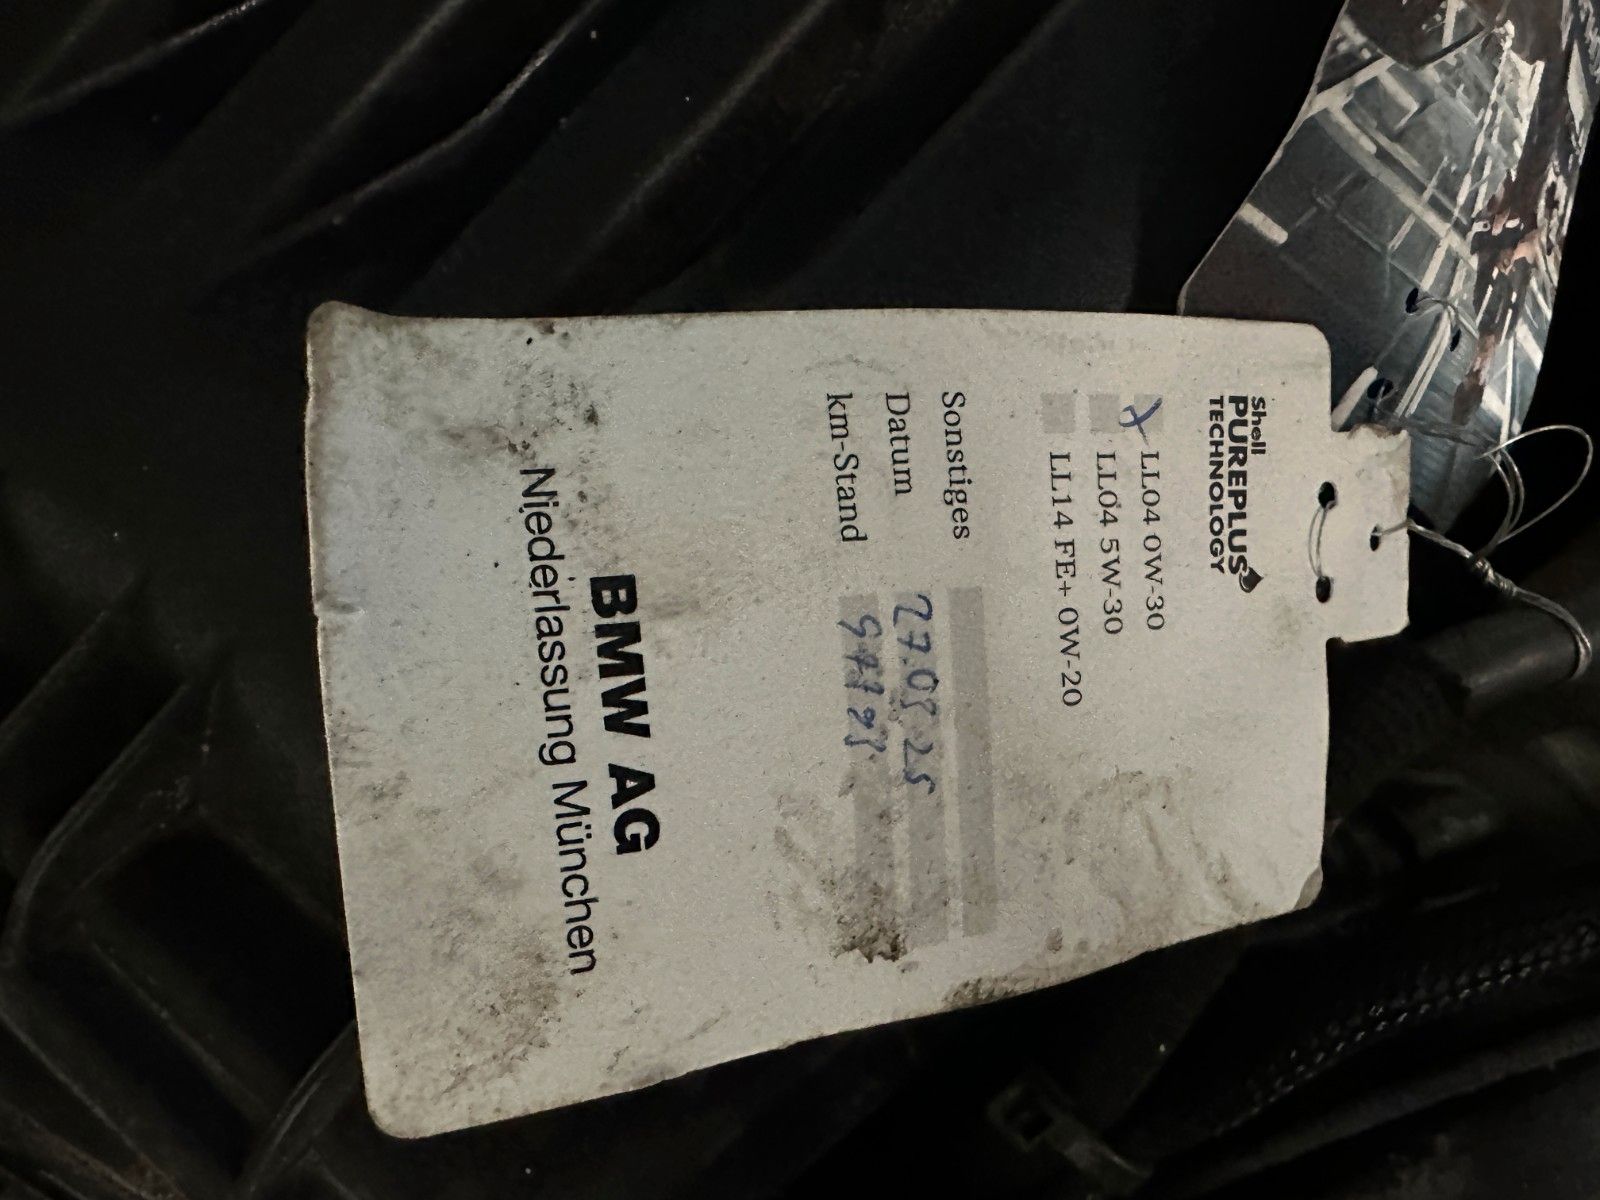 Shell
PUREPLUS
TECHNOLOGY
LL04 0W-30
LL04 5W-30
LL14 FE+ 0W-20
Sonstiges
Datum
km-Stand
BMW AG
Niederlassung München